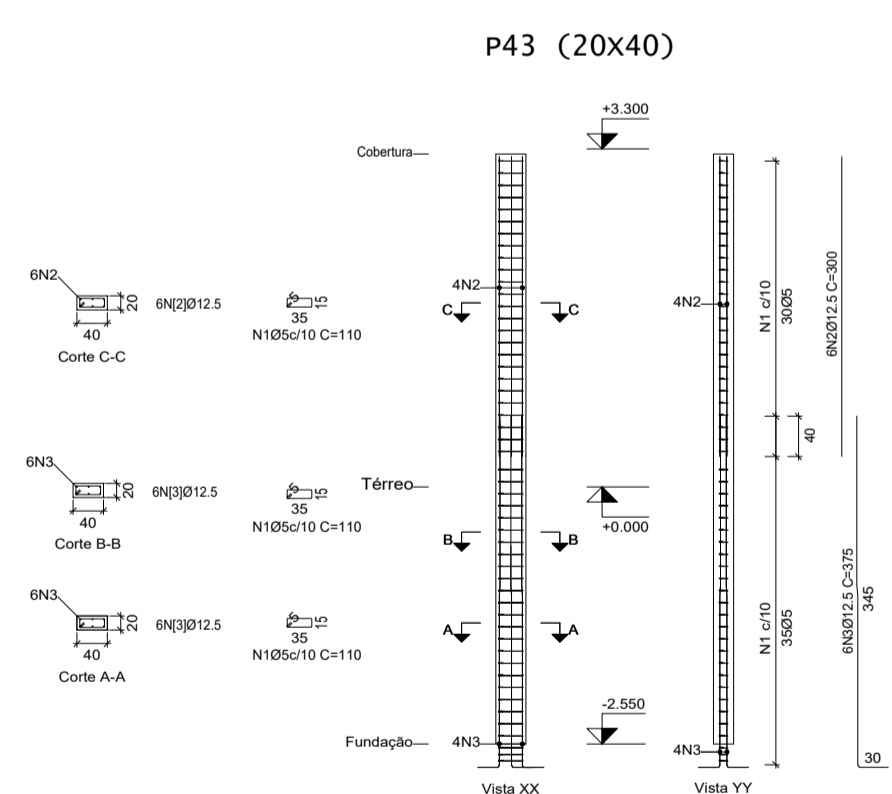 P43 (20X40)
+3.300
Cobertura
6N2
20
40
6N[2]Ø12.5
Corte C-C
5
15
35
N1Ø5c/10 C=110
4N2
C
C
4N2
N1 c/10
30Ø5
6N2Ø12.5 C=300
40
6N3
20
40
6N[3]Ø12.5
Corte B-B
5
15
35
N1Ø5c/10 C=110
Térreo
+0.000
B
B
6N3
20
40
6N[3]Ø12.5
Corte A-A
5
15
35
N1Ø5c/10 C=110
A
A
N1 c/10
35Ø5
6N3Ø12.5 C=375
345
30
-2.550
Fundação
4N3
4N3
Vista XX
Vista YY